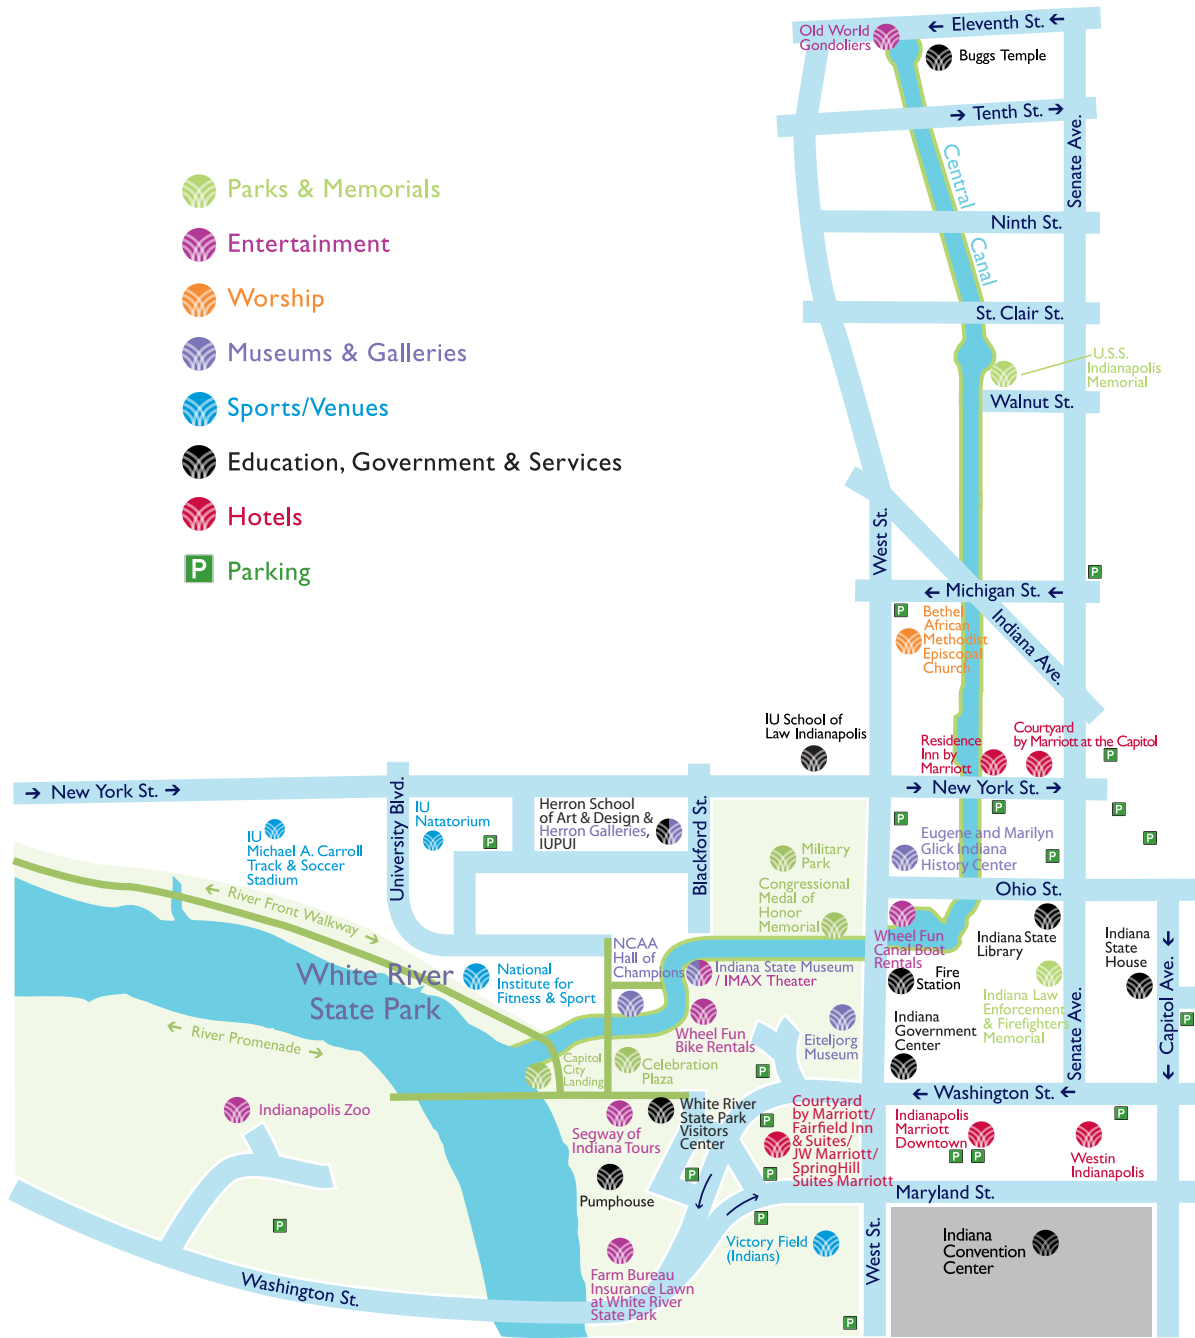 Old World
Gondoliers
← Eleventh St. ←
Buggs Temple
→ Tenth St. →
Senate Ave.
Central
Canal
Ninth St.
St. Clair St.
U.S.S.
Indianapolis
Memorial
Walnut St.
Parks & Memorials
Entertainment
Worship
Museums & Galleries
Sports/Venues
Education, Government & Services
Hotels
P Parking
West St.
P
← Michigan St. ←
P
Bethel
African
Methodist
Episcopal
Church
Indiana Ave.
IU School of
Law Indianapolis
Residence
Inn by
Marriott
Courtyard
by Marriott at the Capitol
P
→ New York St. →
→ New York St. →
University Blvd.
IU
Michael A. Carroll
Track & Soccer
Stadium
IU
Natatorium
P
Herron School
of Art & Design &
Herron Galleries,
IUPUI
Blackford St.
Military
Park
Congressional
Medal of
Honor
Memorial
P
P
P
P
P
Eugene and Marilyn
Glick Indiana
History Center
Ohio St.
← River Front Walkway →
White River
State Park
← River Promenade →
National
Institute for
Fitness & Sport
NCAA
Hall of
Champions
Indiana State Museum
/ IMAX Theater
Wheel Fun
Bike Rentals
Eiteljorg
Museum
Wheel Fun
Canal Boat
Rentals
Fire
Station
Indiana State
Library
Indiana
State
House
Indiana Law
Enforcement
& Firefighters
Memorial
Indiana
Government
Center
Senate Ave.
← Capitol Ave. ←
P
Capitol
City
Landing
Celebration
Plaza
P
← Washington St. ←
Indianapolis Zoo
Segway of
Indiana Tours
White River
State Park
Visitors
Center
P
Courtyard
by Marriott/
Fairfield Inn
& Suites/
JW Marriott/
SpringHill
Suites Marriott
Indianapolis
Marriott
Downtown
P
P
P
Westin
Indianapolis
Pumphouse
P
P
Maryland St.
P
P
Victory Field
(Indians)
West St.
Indiana
Convention
Center
Farm Bureau
Insurance Lawn
at White River
State Park
Washington St.
P